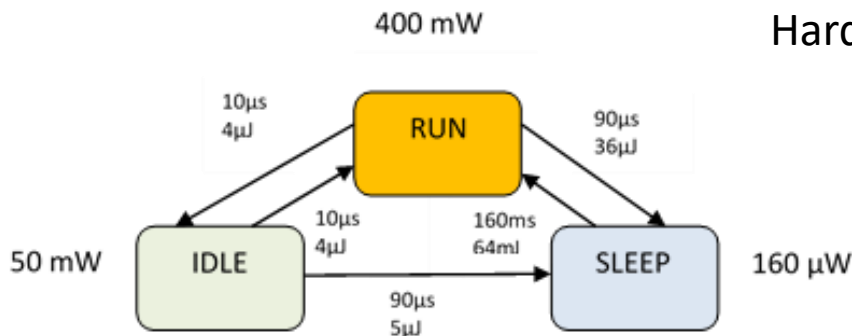 400 mW
Hard
10µs
4µJ
RUN
90µs
36µJ
10µs
4µJ
160ms
64mJ
50 mW
IDLE
SLEEP
160 µW
90µs
5µJ